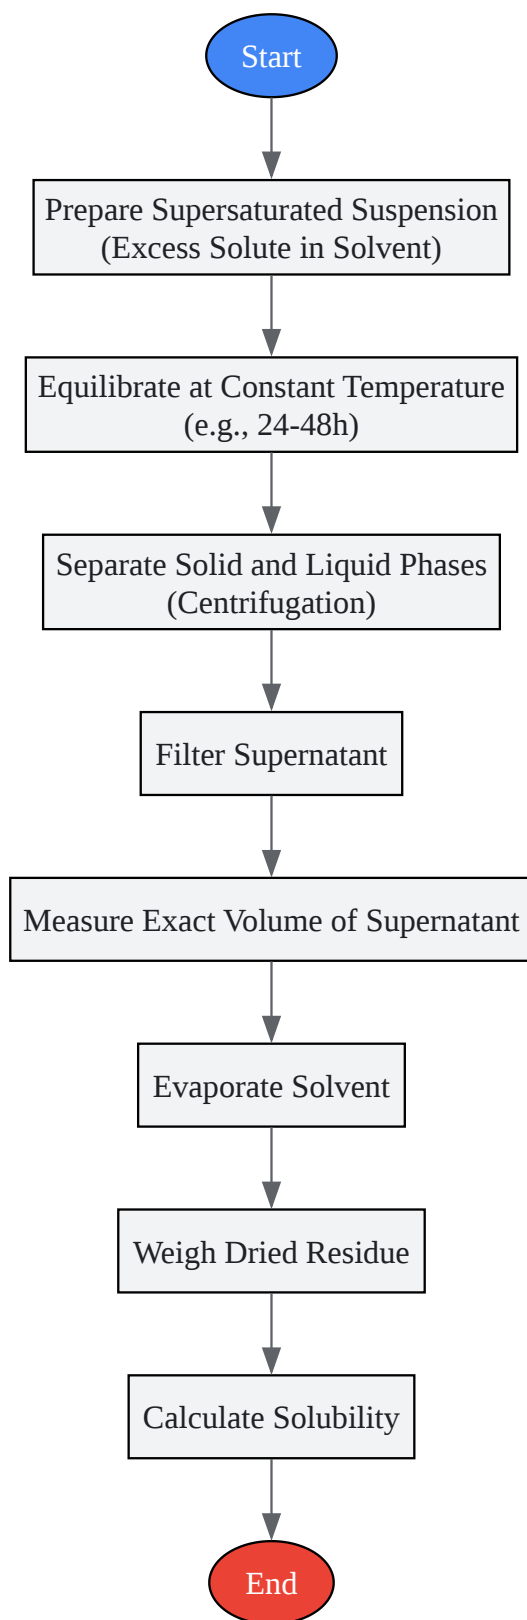 Start
Prepare Supersaturated Suspension
(Excess Solute in Solvent)
Equilibrate at Constant Temperature
(e.g., 24-48h)
Separate Solid and Liquid Phases
(Centrifugation)
Filter Supernatant
Measure Exact Volume of Supernatant
Evaporate Solvent
Weigh Dried Residue
Calculate Solubility
End